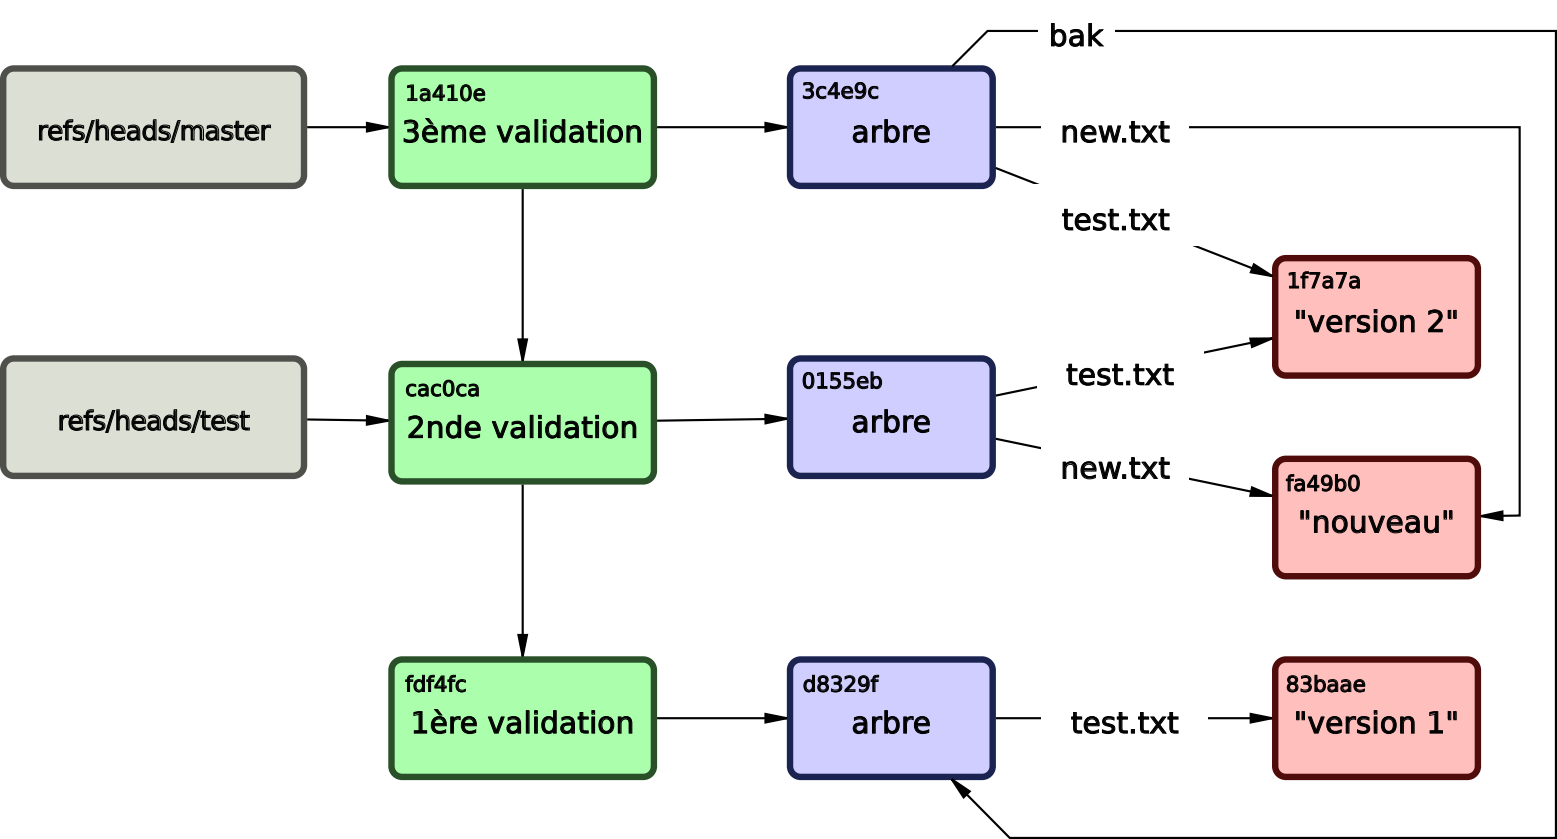 bak
refs/heads/master
1a410e
3ème validation
3c4e9c
arbre
new.txt
test.txt
1f7a7a
"version 2"
refs/heads/test
cac0ca
2nde validation
0155eb
arbre
test.txt
new.txt
fa49b0
"nouveau"
fdf4fc
1ère validation
d8329f
arbre
test.txt
83baae
"version 1"